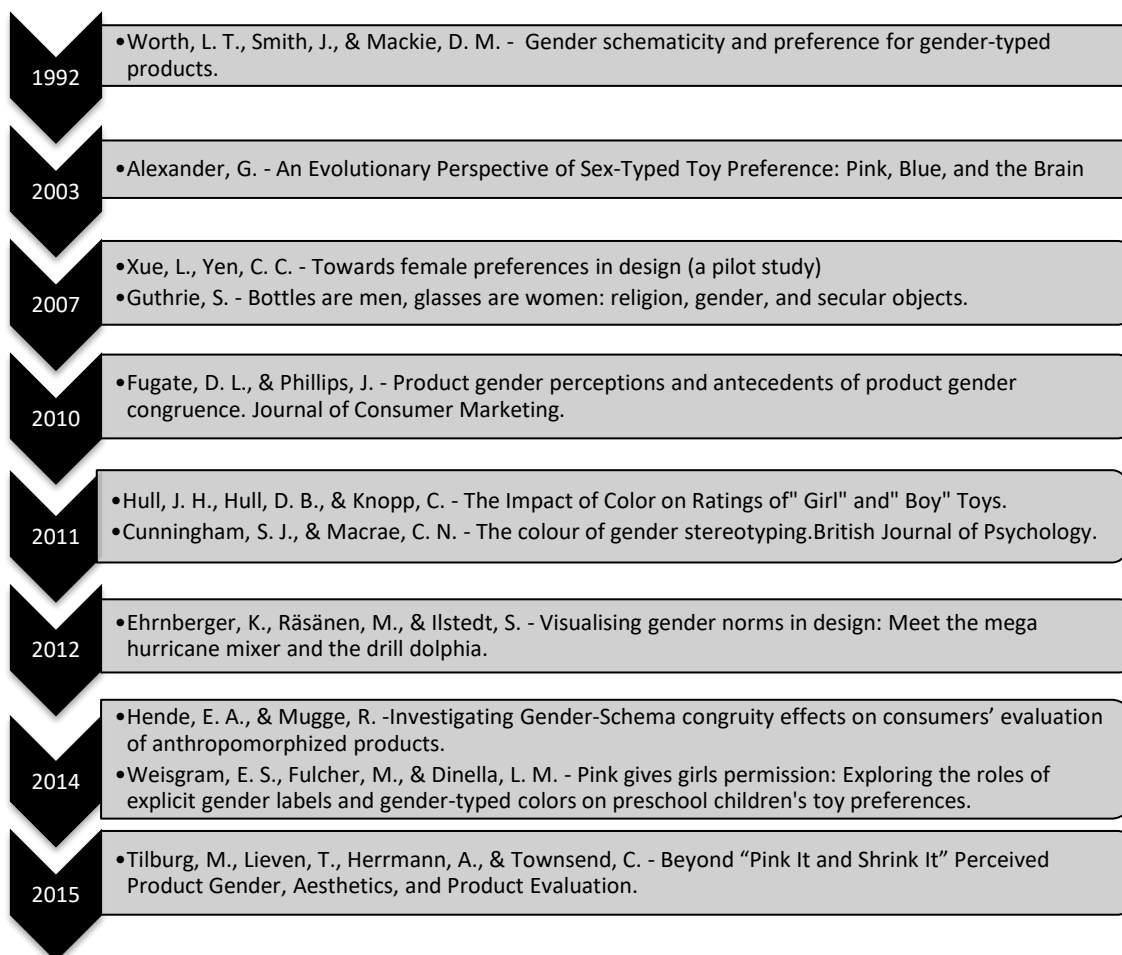 1992
•Worth, L. T., Smith, J., & Mackie, D. M. -  Gender schematicity and preference for gender-typed
products.
2003
•Alexander, G. - An Evolutionary Perspective of Sex-Typed Toy Preference: Pink, Blue, and the Brain
2007
•Xue, L., Yen, C. C. - Towards female preferences in design (a pilot study)
•Guthrie, S. - Bottles are men, glasses are women: religion, gender, and secular objects.
2010
•Fugate, D. L., & Phillips, J. - Product gender perceptions and antecedents of product gender
congruence. Journal of Consumer Marketing.
2011
•Hull, J. H., Hull, D. B., & Knopp, C. - The Impact of Color on Ratings of" Girl" and" Boy" Toys.
•Cunningham, S. J., & Macrae, C. N. - The colour of gender stereotyping.British Journal of Psychology.
2012
•Ehrnberger, K., Räsänen, M., & Ilstedt, S. - Visualising gender norms in design: Meet the mega
hurricane mixer and the drill dolphia.
2014
•Hende, E. A., & Mugge, R. -Investigating Gender-Schema congruity effects on consumers’ evaluation
of anthropomorphized products.
•Weisgram, E. S., Fulcher, M., & Dinella, L. M. - Pink gives girls permission: Exploring the roles of
explicit gender labels and gender-typed colors on preschool children's toy preferences.
2015
•Tilburg, M., Lieven, T., Herrmann, A., & Townsend, C. - Beyond “Pink It and Shrink It” Perceived
Product Gender, Aesthetics, and Product Evaluation.